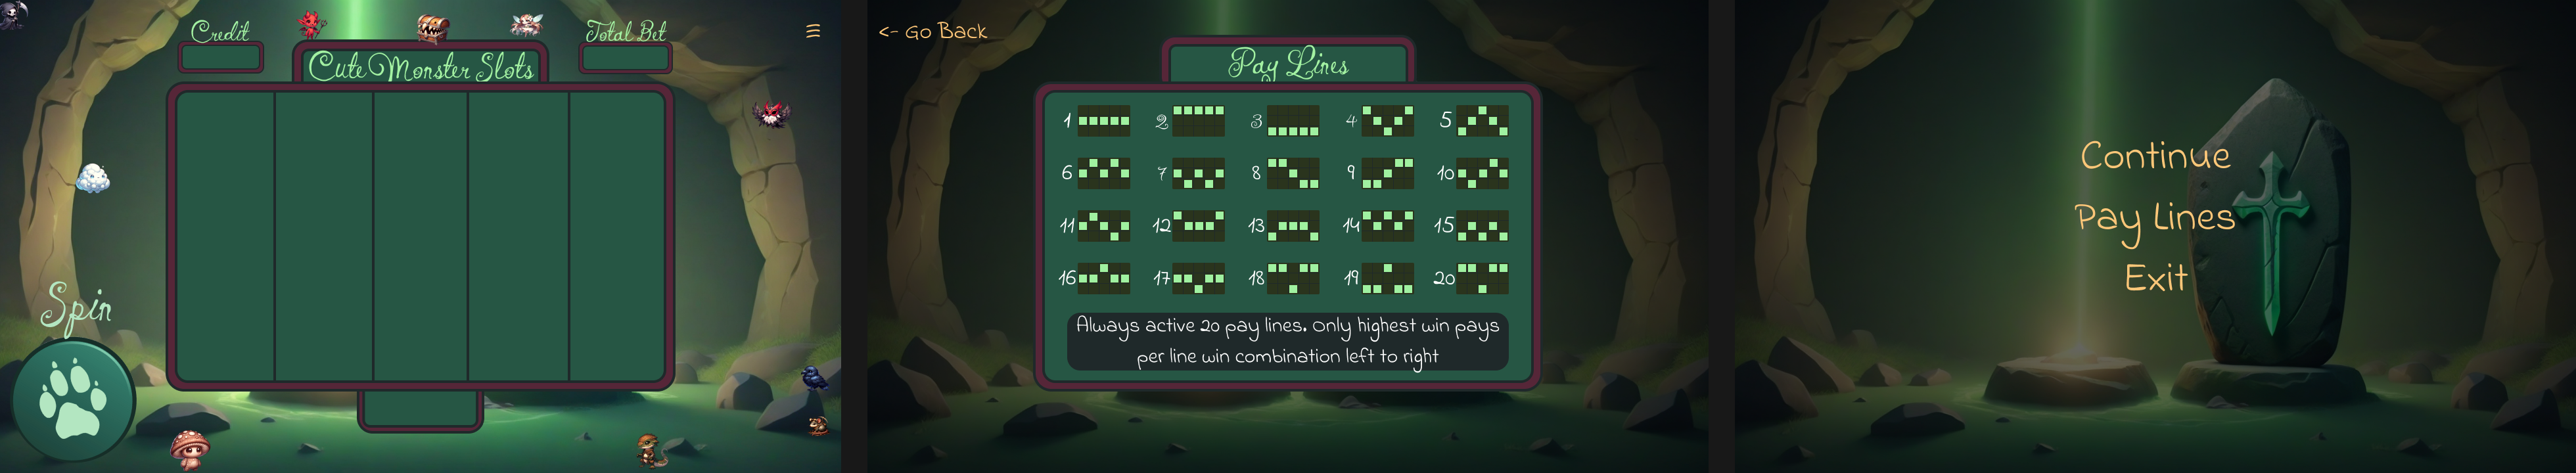 Credit
Total Bet
Cute Monster Slots
Spin
<- Go Back
Pay Lines
1 2 3 4 5
6 7 8 9 10
11 12 13 14 15
16 17 18 19 20
Always active 20 pay lines. Only highest win pays
per line win combination left to right
Continue
Pay Lines
Exit